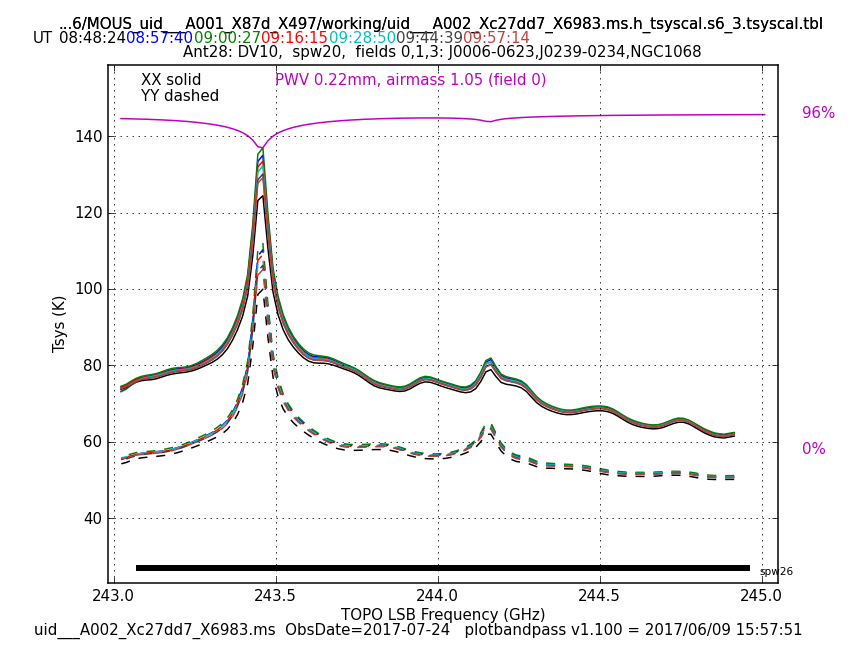 ...6/MOUS_uid___A001_X87d_X497/working/uid___A002_Xc27dd7_X6983.ms.h_tsyscal.s6_3.tsyscal.tbl
UT 08:48:24 08:57:40 09:00:27 09:16:15 09:28:50 09:44:39 09:57:14
Ant28: DV10,  spw20,  fields 0,1,3: J0006-0623,J0239-0234,NGC1068
XX solid PWV 0.22mm, airmass 1.05 (field 0)
YY dashed
96%
140
120
100
80
60
40
Tsys (K)
0%
spw26
243.0 243.5 244.0 244.5 245.0
TOPO LSB Frequency (GHz)
uid___A002_Xc27dd7_X6983.ms  ObsDate=2017-07-24   plotbandpass v1.100 = 2017/06/09 15:57:51